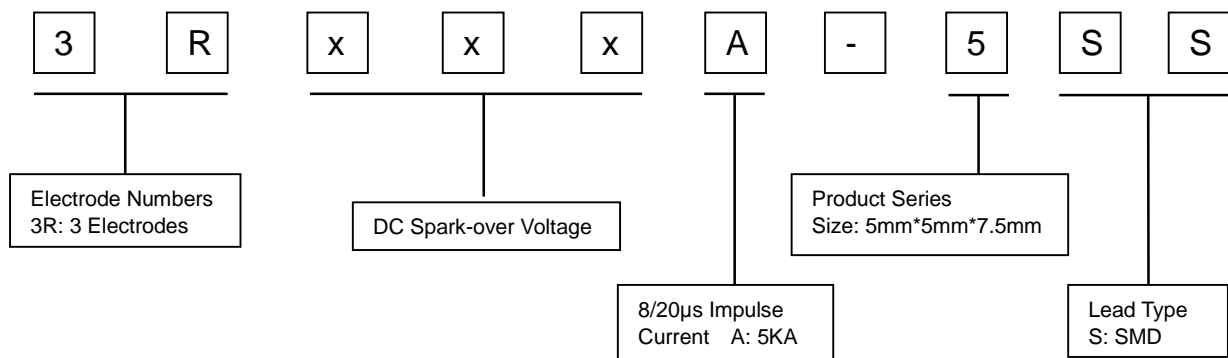 3 R x x x A - 5 S S
Electrode Numbers
3R: 3 Electrodes
DC Spark-over Voltage
Product Series
Size: 5mm*5mm*7.5mm
8/20μs Impulse
Current A: 5KA
Lead Type
S: SMD